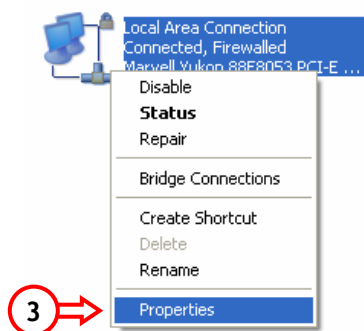 Local Area Connection
Connected, Firewalled
Marvell Yukon 88E8053 PCI-E ...
Disable
Status
Repair
Bridge Connections
Create Shortcut
Delete
Rename
3
Properties